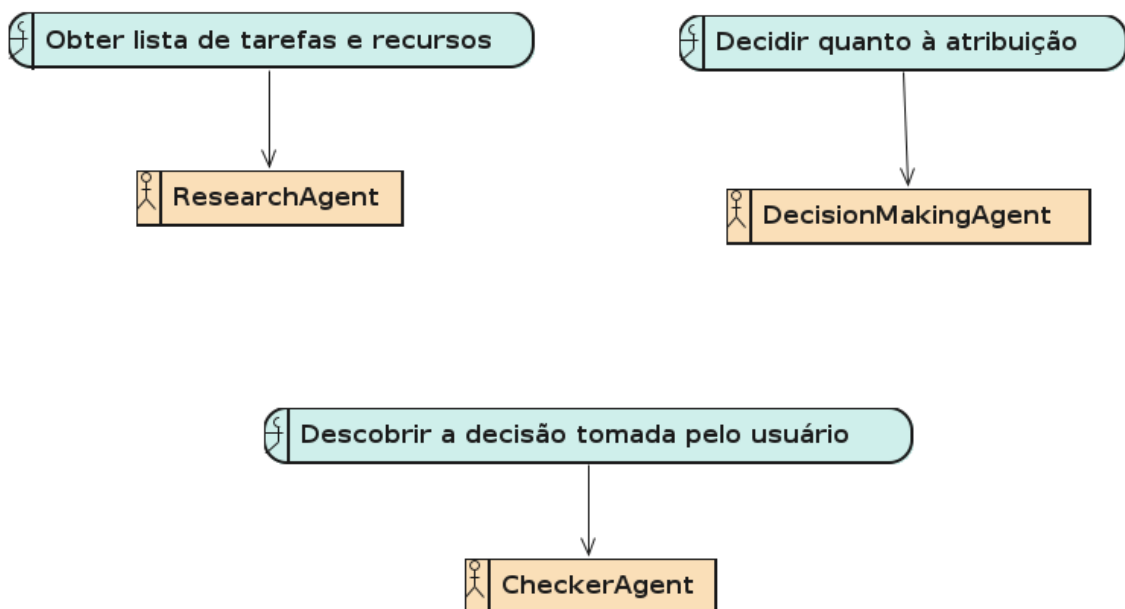 Obter lista de tarefas e recursos
Decidir quanto à atribuição
ResearchAgent
DecisionMakingAgent
Descobrir a decisão tomada pelo usuário
CheckerAgent